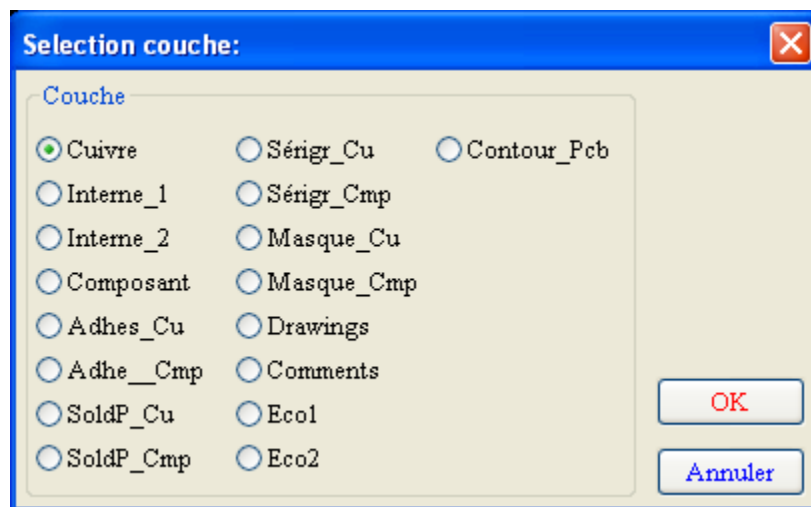 Selection couche:
Couche
Cuivre
Interne_1
Interne_2
Composant
Adhes_Cu
Adhe__Cmp
SoldP_Cu
SoldP_Cmp
Sérigr_Cu
Sérigr_Cmp
Masque_Cu
Masque_Cmp
Drawings
Comments
Eco1
Eco2
Contour_Pcb
OK
Annuler